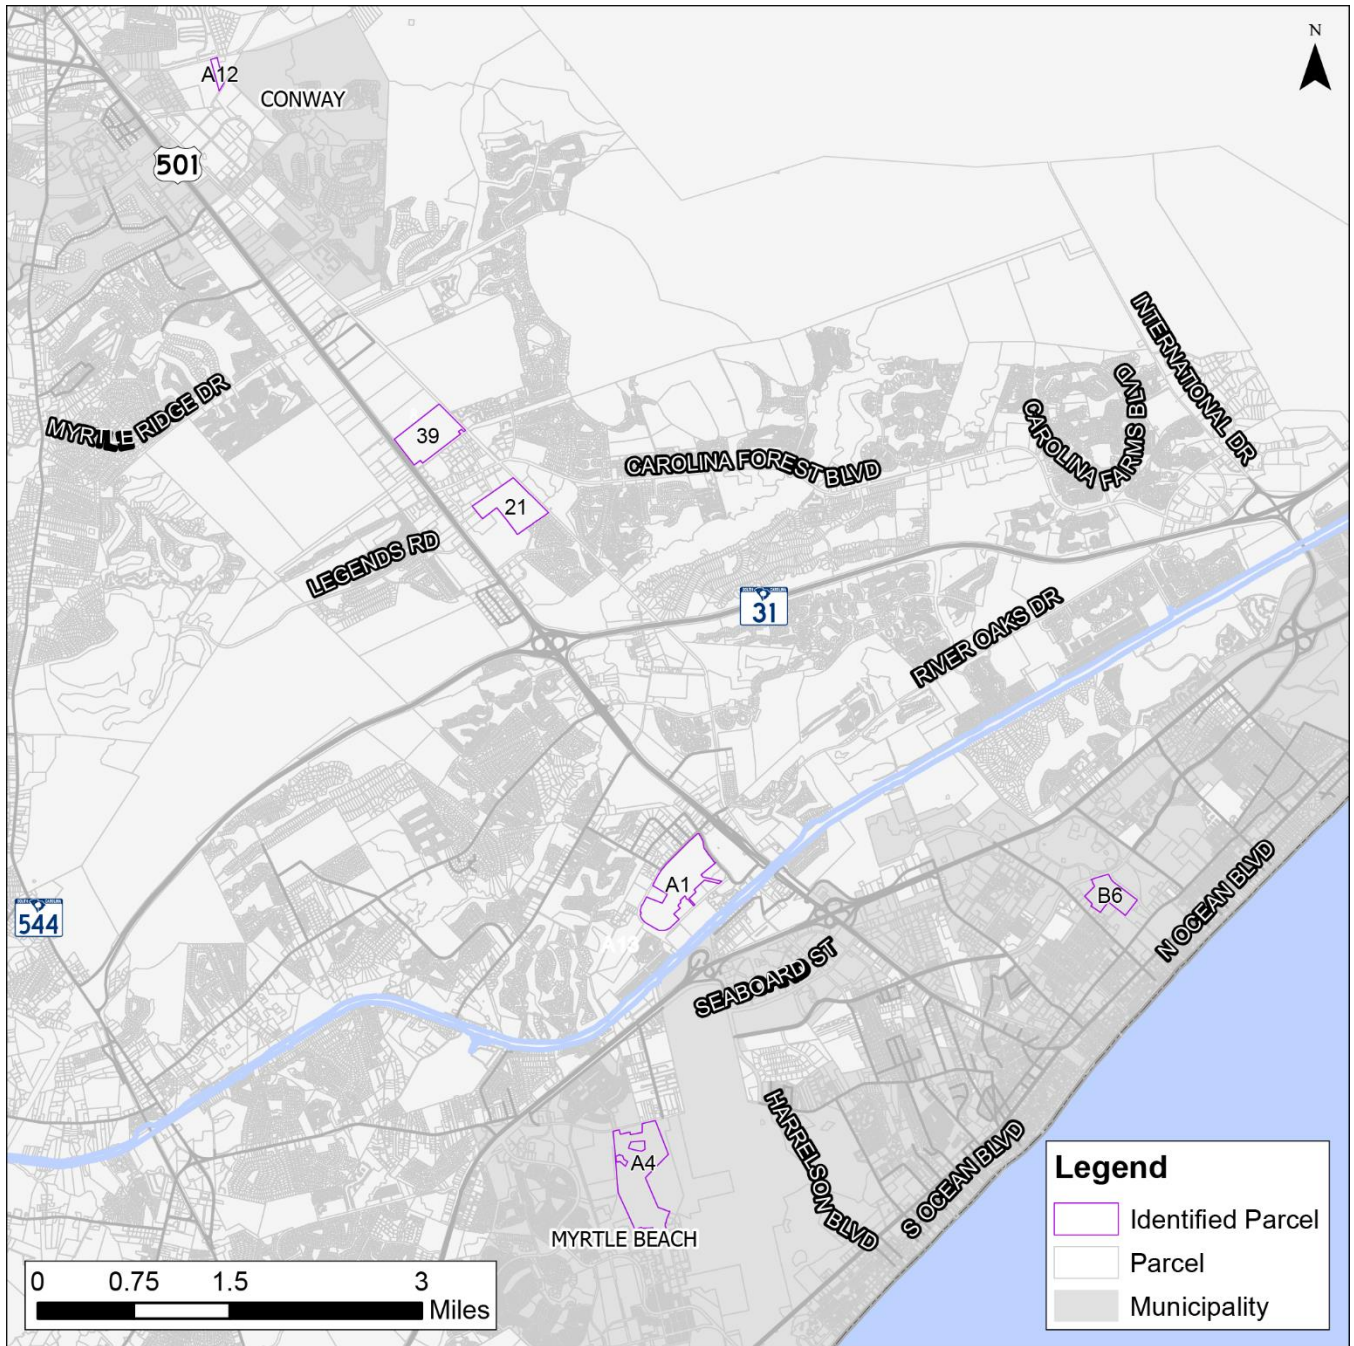 N
A12
CONWAY
501
INTERNATIONAL DR
MYRTLE RIDGE DR
39
CAROLINA FOREST BLVD
CAROLINA FARMS BLVD
21
LEGENDS RD
31
RIVER OAKS DR
A1
B6
544
A13
N OCEAN BLVD
SEABOARD ST
HARRELSON BLVD
S OCEAN BLVD
A4
MYRTLE BEACH
Legend
Identified Parcel
Parcel
Municipality
0 0.75 1.5 3
Miles